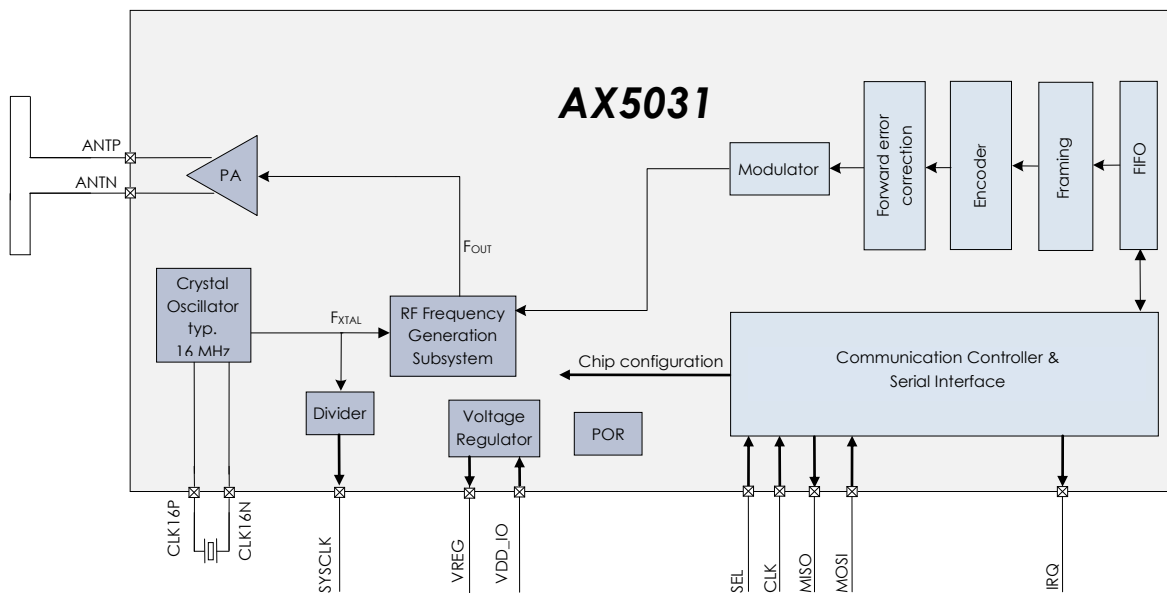 AX5031
ANTP
ANTN
PA
Modulator
Forward error
correction
Encoder
Framing
FIFO
FOUT
Crystal
Oscillator
typ.
16 MHz
FXTAL
RF Frequency
Generation
Subsystem
Communication Controller &
Serial Interface
Chip configuration
Divider
Voltage
Regulator
POR
CLK16P
CLK16N
SYSCLK
VREG
VDD_IO
SEL
CLK
MISO
MOSI
IRQ